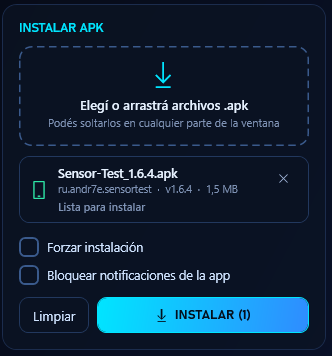 INSTALAR APK
Elegí o arrastrá archivos .apk
Podés soltarlos en cualquier parte de la ventana
Sensor-Test_1.6.4.apk
ru.andr7e.sensortest · v1.6.4 · 1,5 MB
Lista para instalar
Forzar instalación
Bloquear notificaciones de la app
Limpiar
INSTALAR (1)